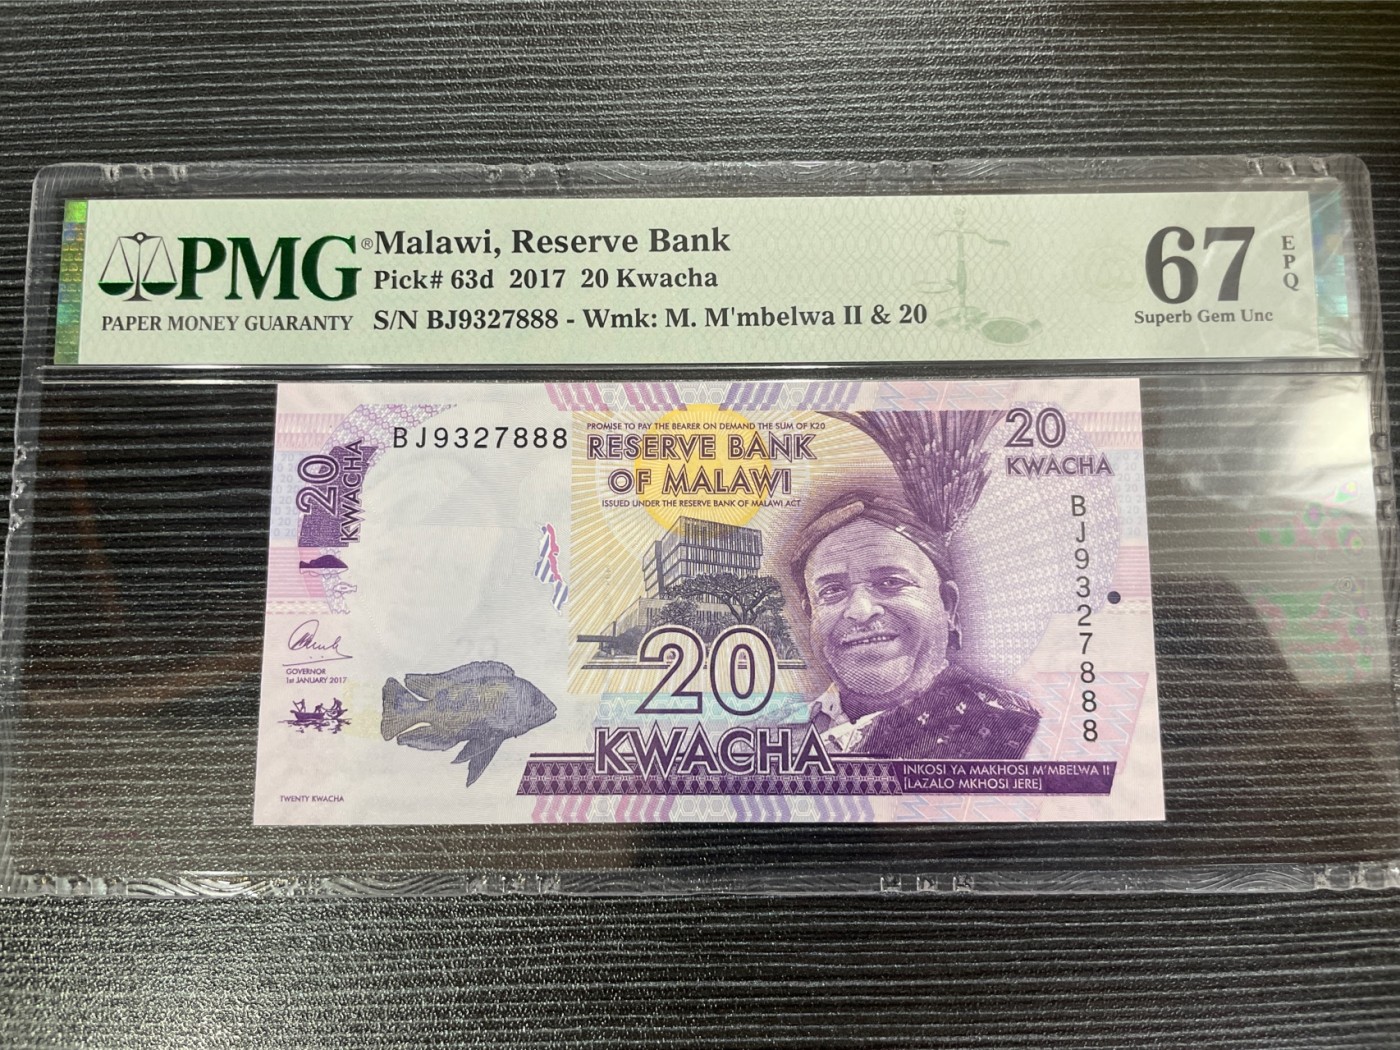 PMG®
PAPER MONEY GUARANTY
Malawi, Reserve Bank
Pick# 63d 2017 20 Kwacha
S/N BJ9327888 - Wmk: M. M'mbelwa II & 20
67
EPQ
Superb Gem Unc
20
KWACHA
BJ9327888
PROMISE TO PAY THE BEARER ON DEMAND THE SUM OF K20
RESERVE BANK
OF MALAWI
ISSUED UNDER THE RESERVE BANK OF MALAWI ACT
20
KWACHA
BJ9327888
GOVERNOR
1st JANUARY 2017
20
KWACHA
INKOSI YA MAKHOSI M'MBELWA II
[LAZALO MKHOSI JERE]
TWENTY KWACHA